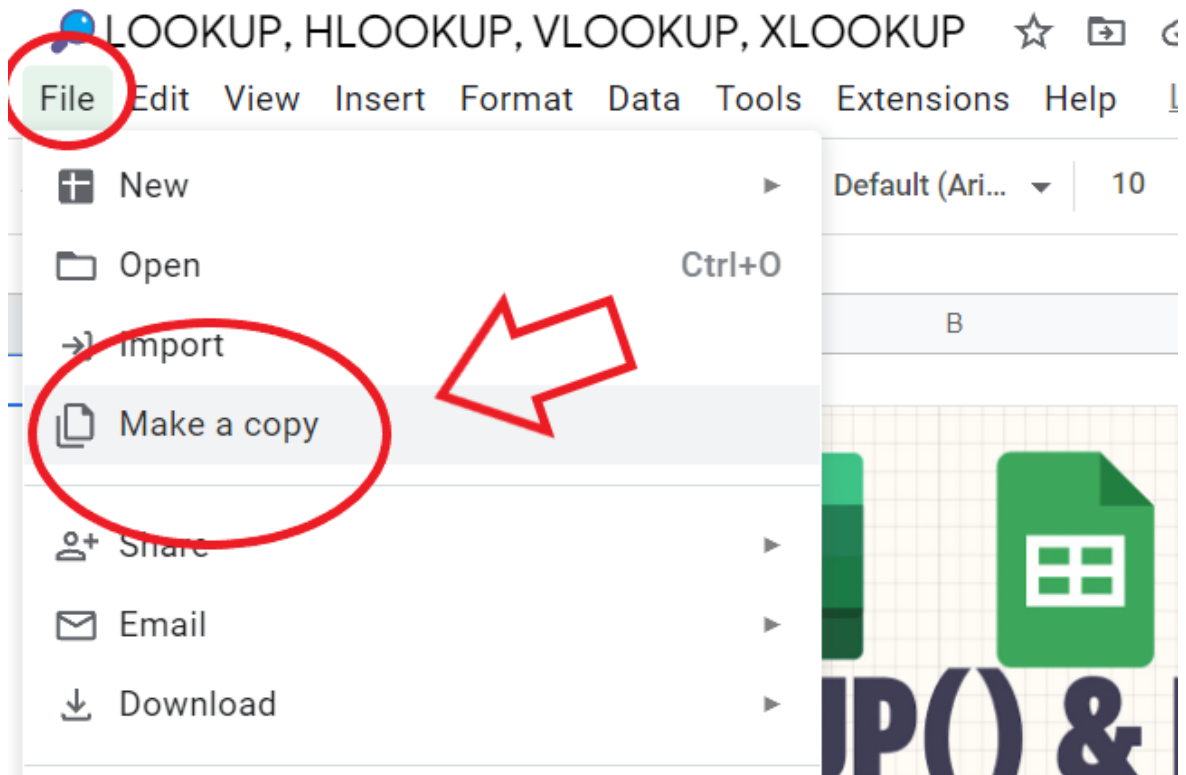 LOOKUP, HLOOKUP, VLOOKUP, XLOOKUP
File Edit View Insert Format Data Tools Extensions Help L
New Default (Ari... 10
Open Ctrl+O
Import B
Make a copy
Share
Email
Download
UP() &